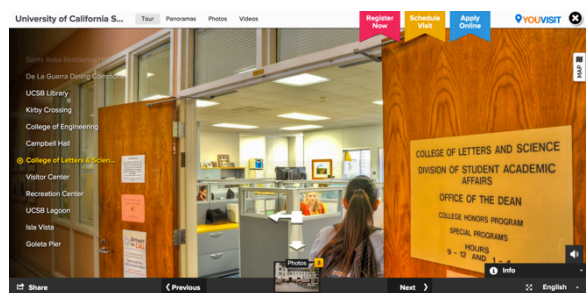 University of California S...
Tour
Panoramas
Photos
Videos
Register
Now
Schedule
Visit
Apply
Online
YOUVISIT
MAP
Santa Rosa Residency Hall
De La Guerra Dining Commons
UCSB Library
Kirby Crossing
College of Engineering
Campbell Hall
College of Letters & Scien...
Visitor Center
Recreation Center
UCSB Lagoon
Isla Vista
Goleta Pier
COLLEGE OF LETTERS AND SCIENCE
DIVISION OF STUDENT ACADEMIC
AFFAIRS
OFFICE OF THE DEAN
COLLEGE HONORS PROGRAM
SPECIAL PROGRAMS
HOURS
9 - 12 AND 1 - 4
Photos 3
Info
Share
Previous
Next
English